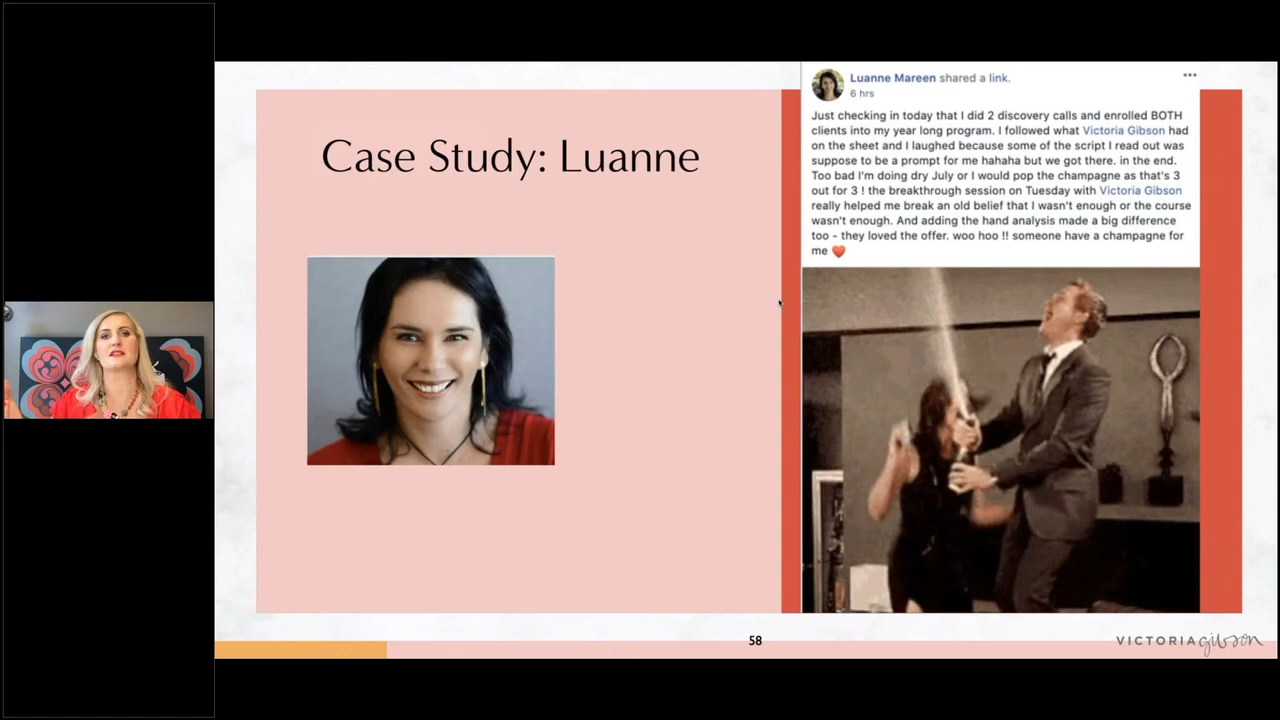 Case Study: Luanne
Luanne Mareen shared a link.
6 hrs
Just checking in today that I did 2 discovery calls and enrolled BOTH
clients into my year long program. I followed what Victoria Gibson had
on the sheet and I laughed because some of the script I read out was
suppose to be a prompt for me hahaha but we got there. in the end.
Too bad I'm doing dry July or I would pop the champagne as that's 3
out for 3 ! the breakthrough session on Tuesday with Victoria Gibson
really helped me break an old belief that I wasn't enough or the course
wasn't enough. And adding the hand analysis made a big difference
too - they loved the offer. woo hoo !! someone have a champagne for
me ❤️
58
VICTORIA gibson